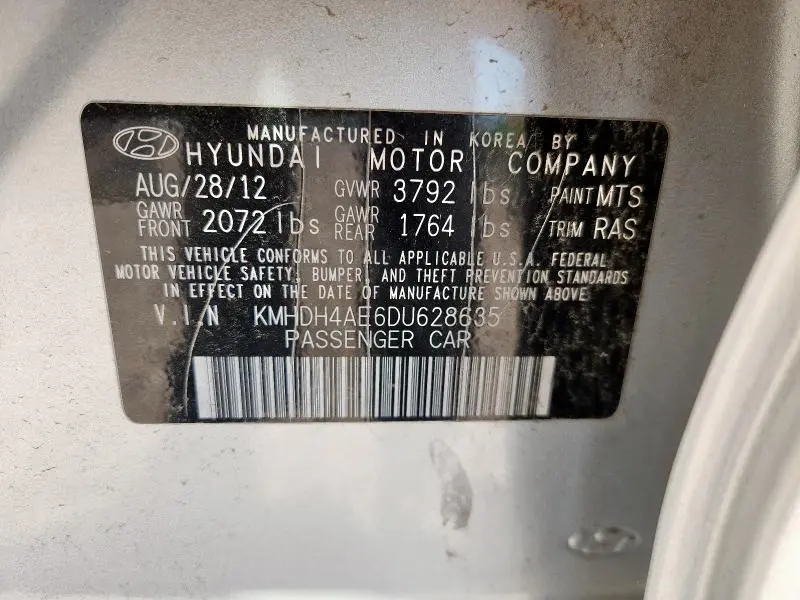 MANUFACTURED IN KOREA BY
HYUNDAI MOTOR COMPANY
AUG/28/12 GVWR 3792 lbs PAINT MTS
GAWR FRONT 2072 lbs GAWR REAR 1764 lbs TRIM RAS
THIS VEHICLE CONFORMS TO ALL APPLICABLE U.S.A. FEDERAL
MOTOR VEHICLE SAFETY, BUMPER, AND THEFT PREVENTION STANDARDS
IN EFFECT ON THE DATE OF MANUFACTURE SHOWN ABOVE
V.I.N KMHDH4AE6DU628635
PASSENGER CAR